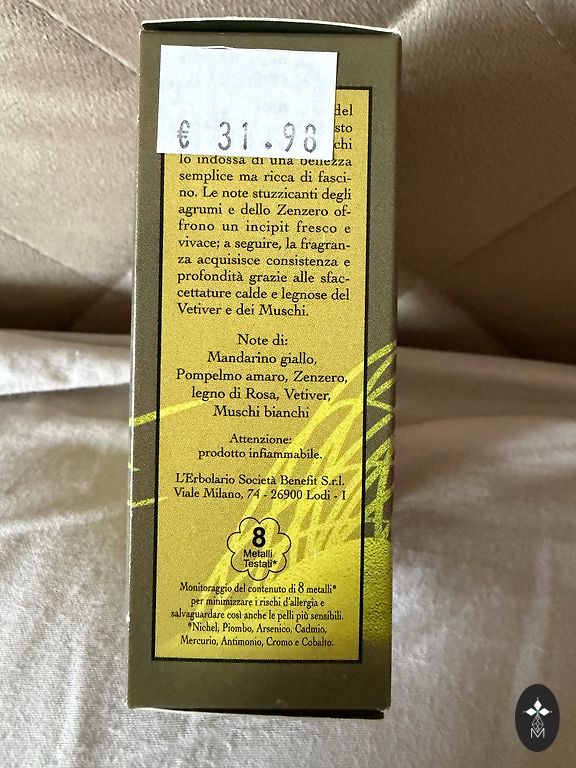 € 31.98
del
sto
chi
lo indossa di una bellezza
semplice ma ricca di fasci-
no. Le note stuzzicanti degli
agrumi e dello Zenzero of-
frono un incipit fresco e
vivace; a seguire, la fragran-
za acquisisce consistenza e
profondità grazie alle sfac-
cettature calde e legnose del
Vetiver e dei Muschi.
Note di:
Mandarino giallo,
Pompelmo amaro, Zenzero,
legno di Rosa, Vetiver,
Muschi bianchi
Attenzione:
prodotto infiammabile.
L'Erbolario Società Benefit S.r.l.
Viale Milano, 74 - 26900 Lodi - I
8
Metalli
Testati*
Monitoraggio del contenuto di 8 metalli*
per minimizzare i rischi d'allergia e
salvaguardare così anche le pelli più sensibili.
*Nichel, Piombo, Arsenico, Cadmio,
Mercurio, Antimonio, Cromo e Cobalto.
M